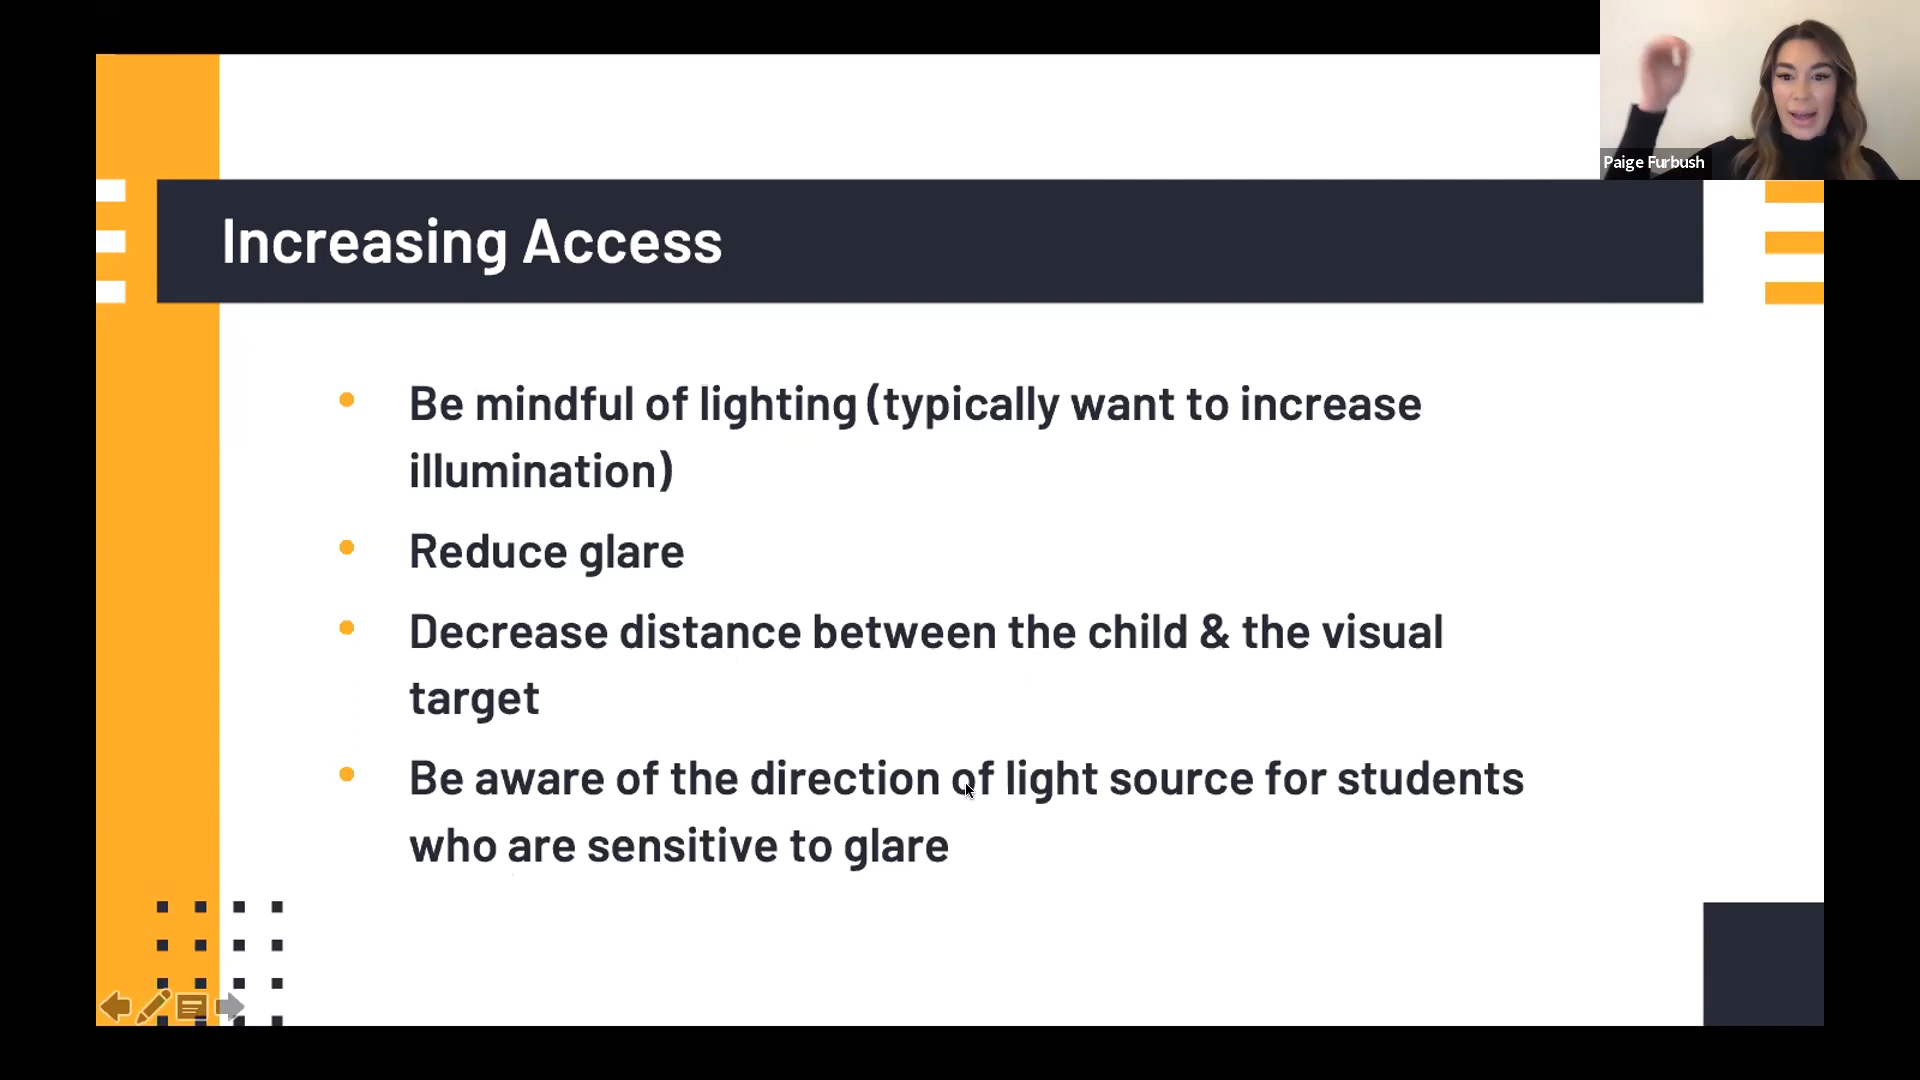 Paige Furbush
Increasing Access
Be mindful of lighting (typically want to increase
illumination)
Reduce glare
Decrease distance between the child & the visual
target
Be aware of the direction of light source for students
who are sensitive to glare